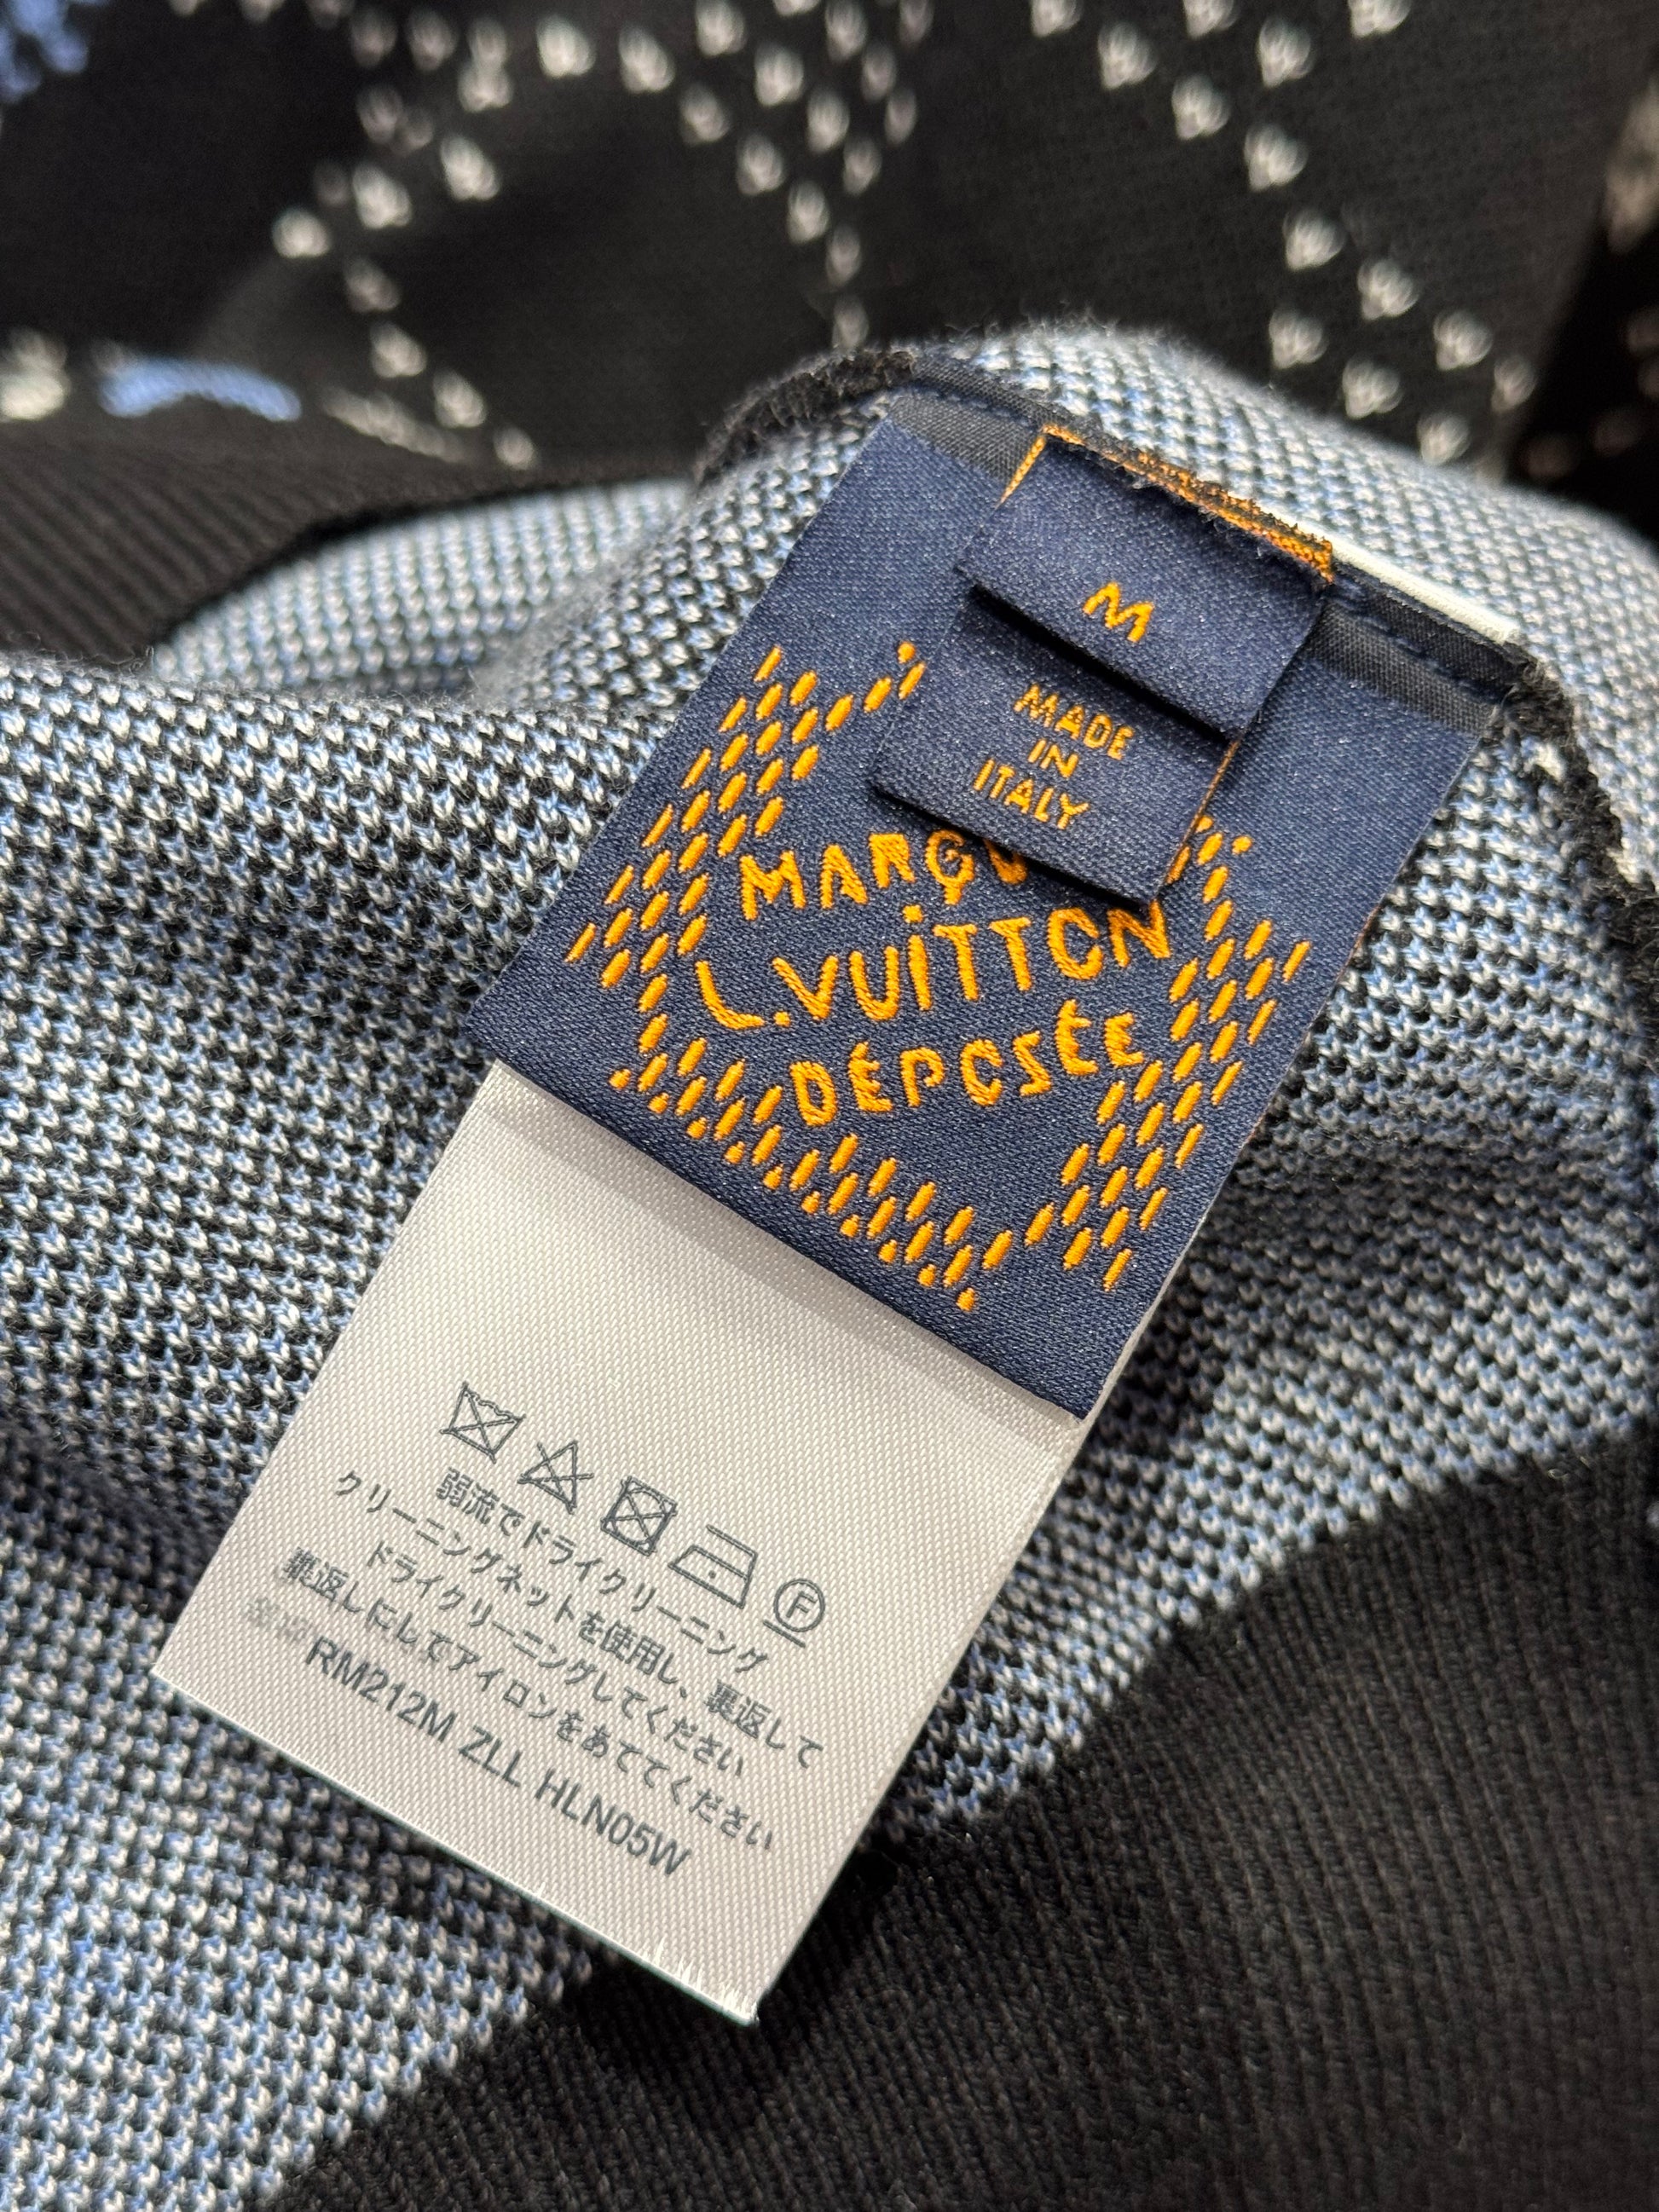 M
MADE
IN
ITALY
L.VUiTTON
DÉPOSÉE
F
弱流でドライクリーニング
クリーニングネットを使用し、裏返して
ドライクリーニングしてください
裏返しにしてアイロンをあててください
RM212M ZLL HLN05W